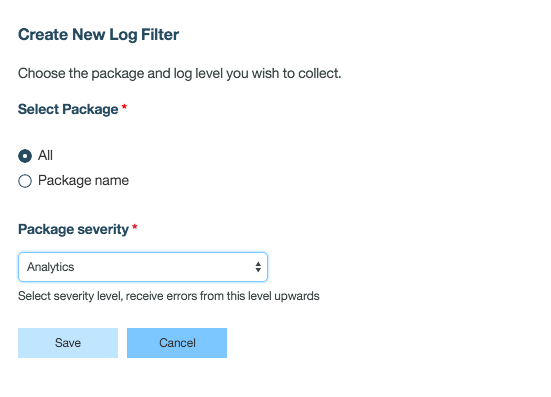 Create New Log Filter
Choose the package and log level you wish to collect.
Select Package *
All
Package name
Package severity *
Analytics
Select severity level, receive errors from this level upwards
Save Cancel